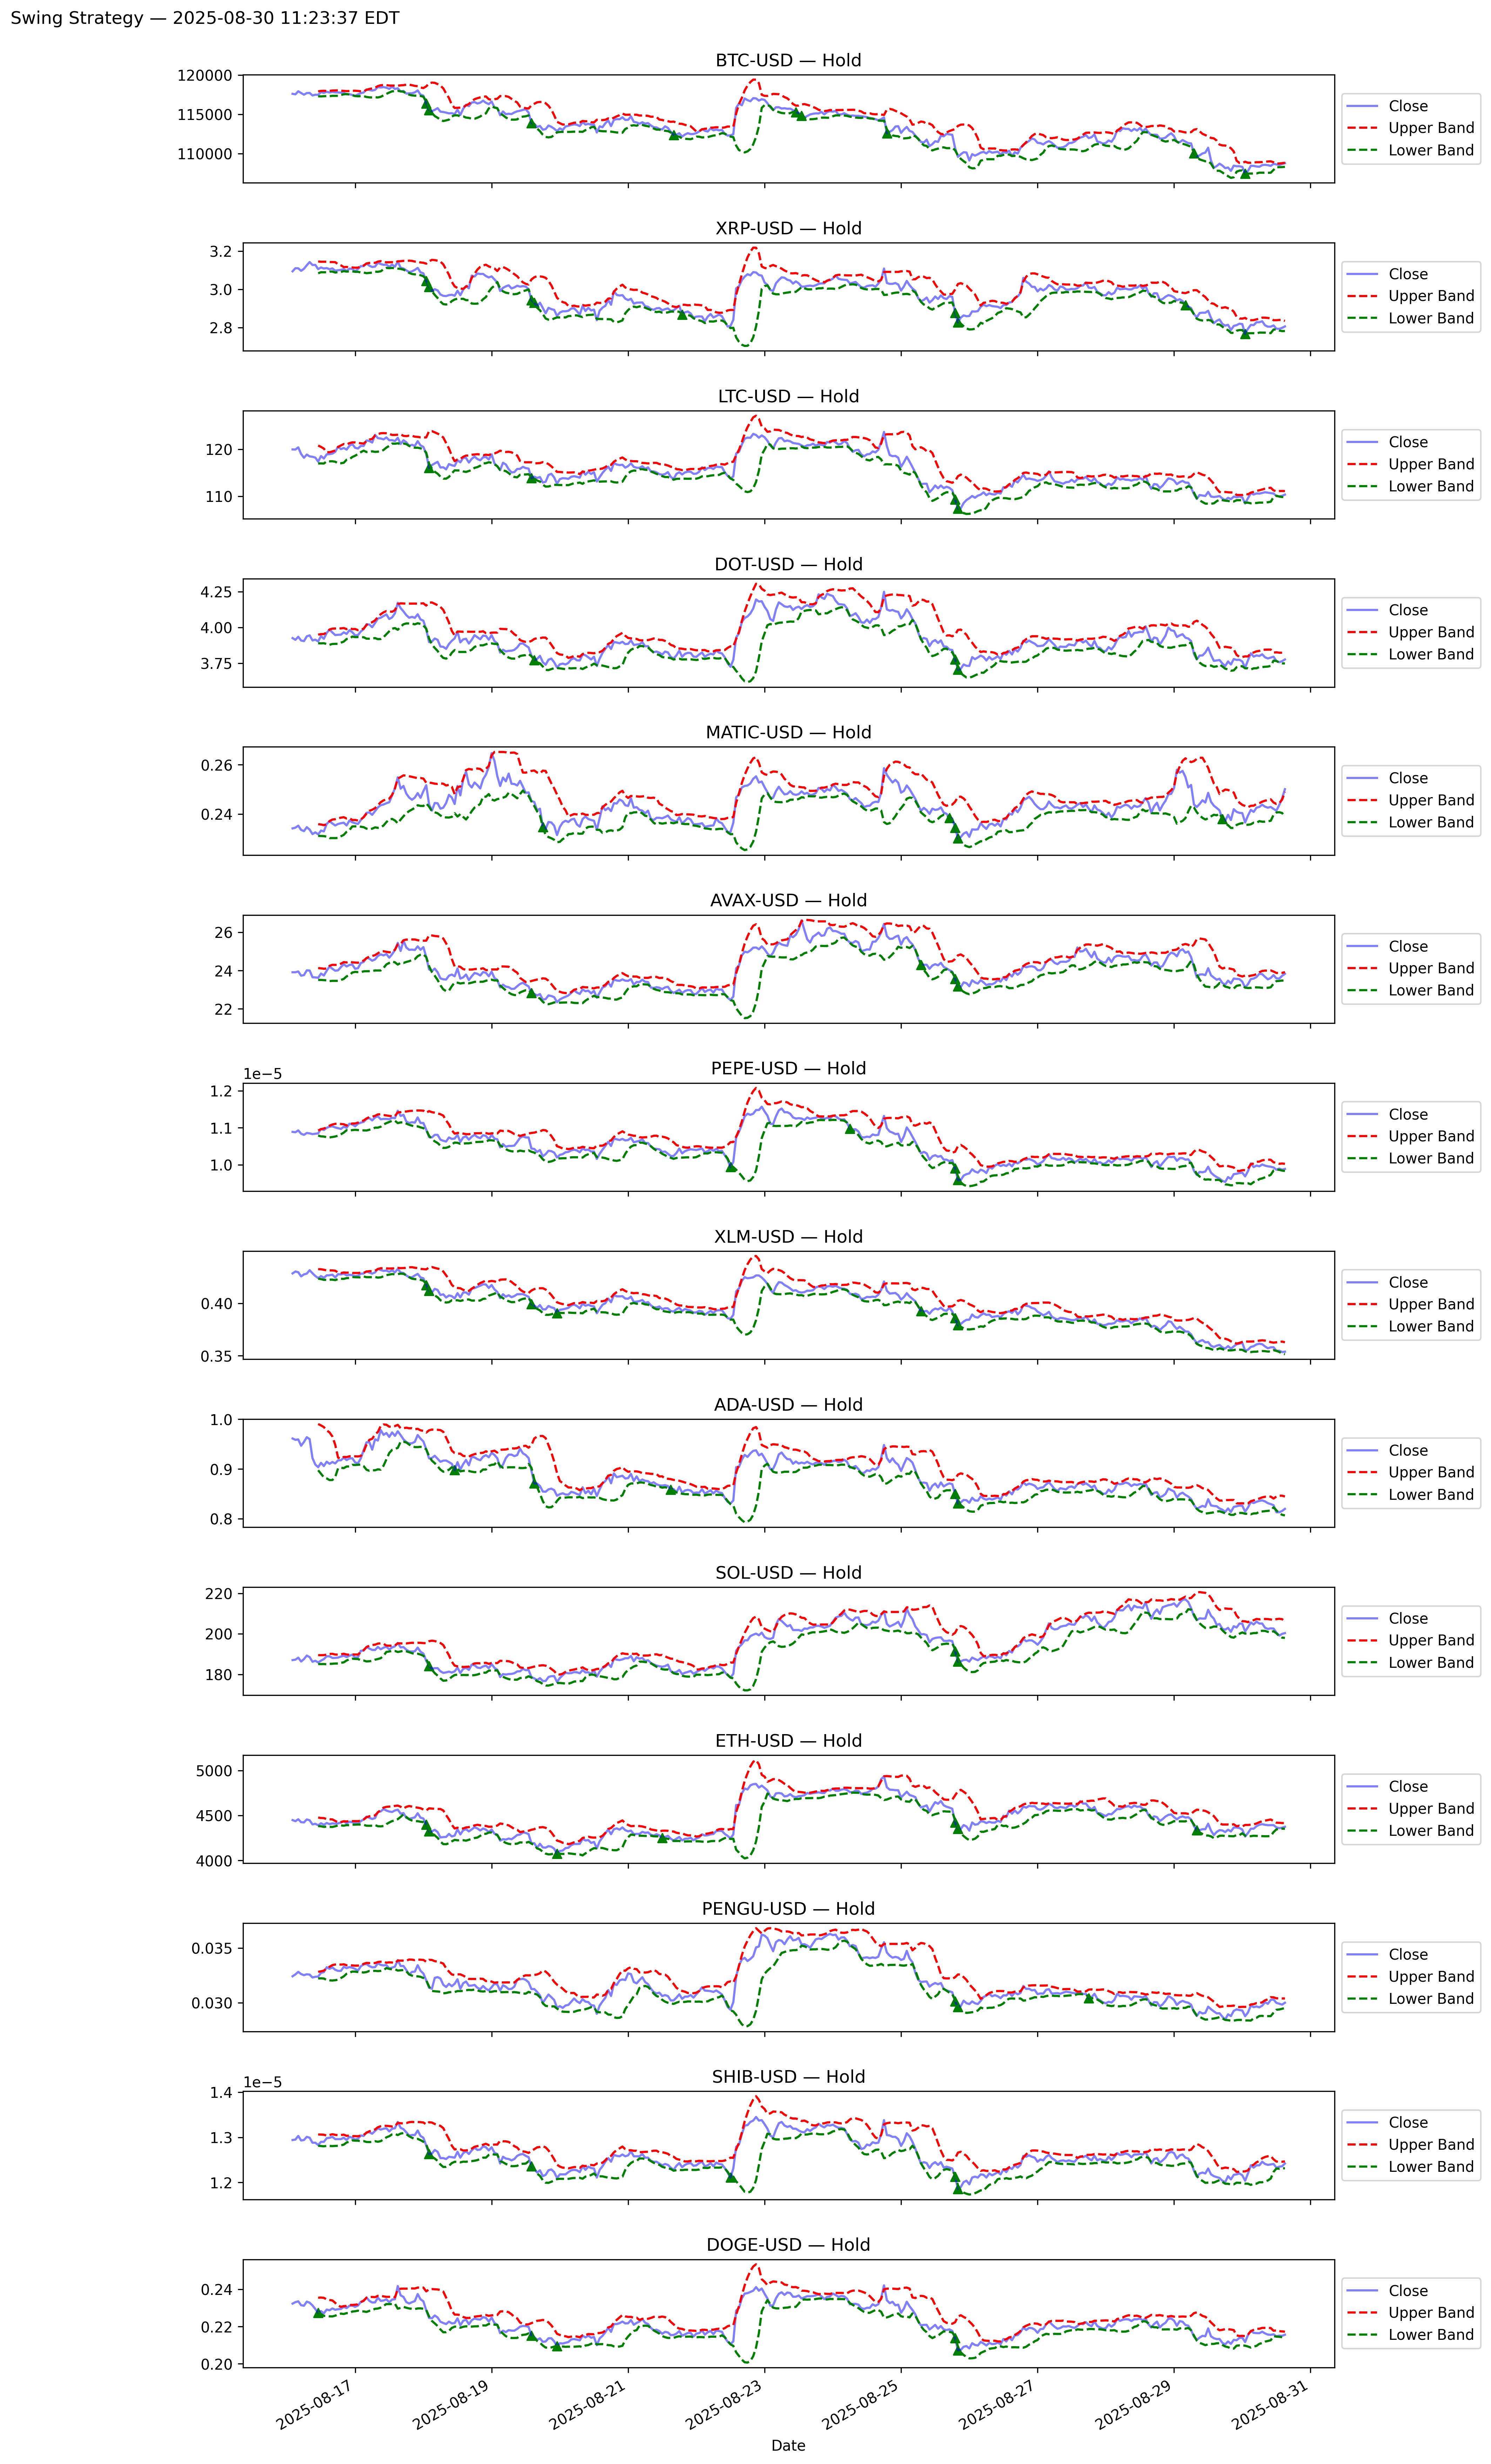 Swing Strategy — 2025-08-30 11:23:37 EDT
BTC-USD — Hold
120000
115000
110000
Close
Upper Band
Lower Band
XRP-USD — Hold
3.2
3.0
2.8
Close
Upper Band
Lower Band
LTC-USD — Hold
120
110
Close
Upper Band
Lower Band
DOT-USD — Hold
4.25
4.00
3.75
Close
Upper Band
Lower Band
MATIC-USD — Hold
0.26
0.24
Close
Upper Band
Lower Band
AVAX-USD — Hold
26
24
22
Close
Upper Band
Lower Band
PEPE-USD — Hold
1e−5
1.2
1.1
1.0
Close
Upper Band
Lower Band
XLM-USD — Hold
0.40
0.35
Close
Upper Band
Lower Band
ADA-USD — Hold
1.0
0.9
0.8
Close
Upper Band
Lower Band
SOL-USD — Hold
220
200
180
Close
Upper Band
Lower Band
ETH-USD — Hold
5000
4500
4000
Close
Upper Band
Lower Band
PENGU-USD — Hold
0.035
0.030
Close
Upper Band
Lower Band
SHIB-USD — Hold
1e−5
1.4
1.3
1.2
Close
Upper Band
Lower Band
DOGE-USD — Hold
0.24
0.22
0.20
Close
Upper Band
Lower Band
2025-08-17
2025-08-19
2025-08-21
2025-08-23
2025-08-25
2025-08-27
2025-08-29
2025-08-31
Date